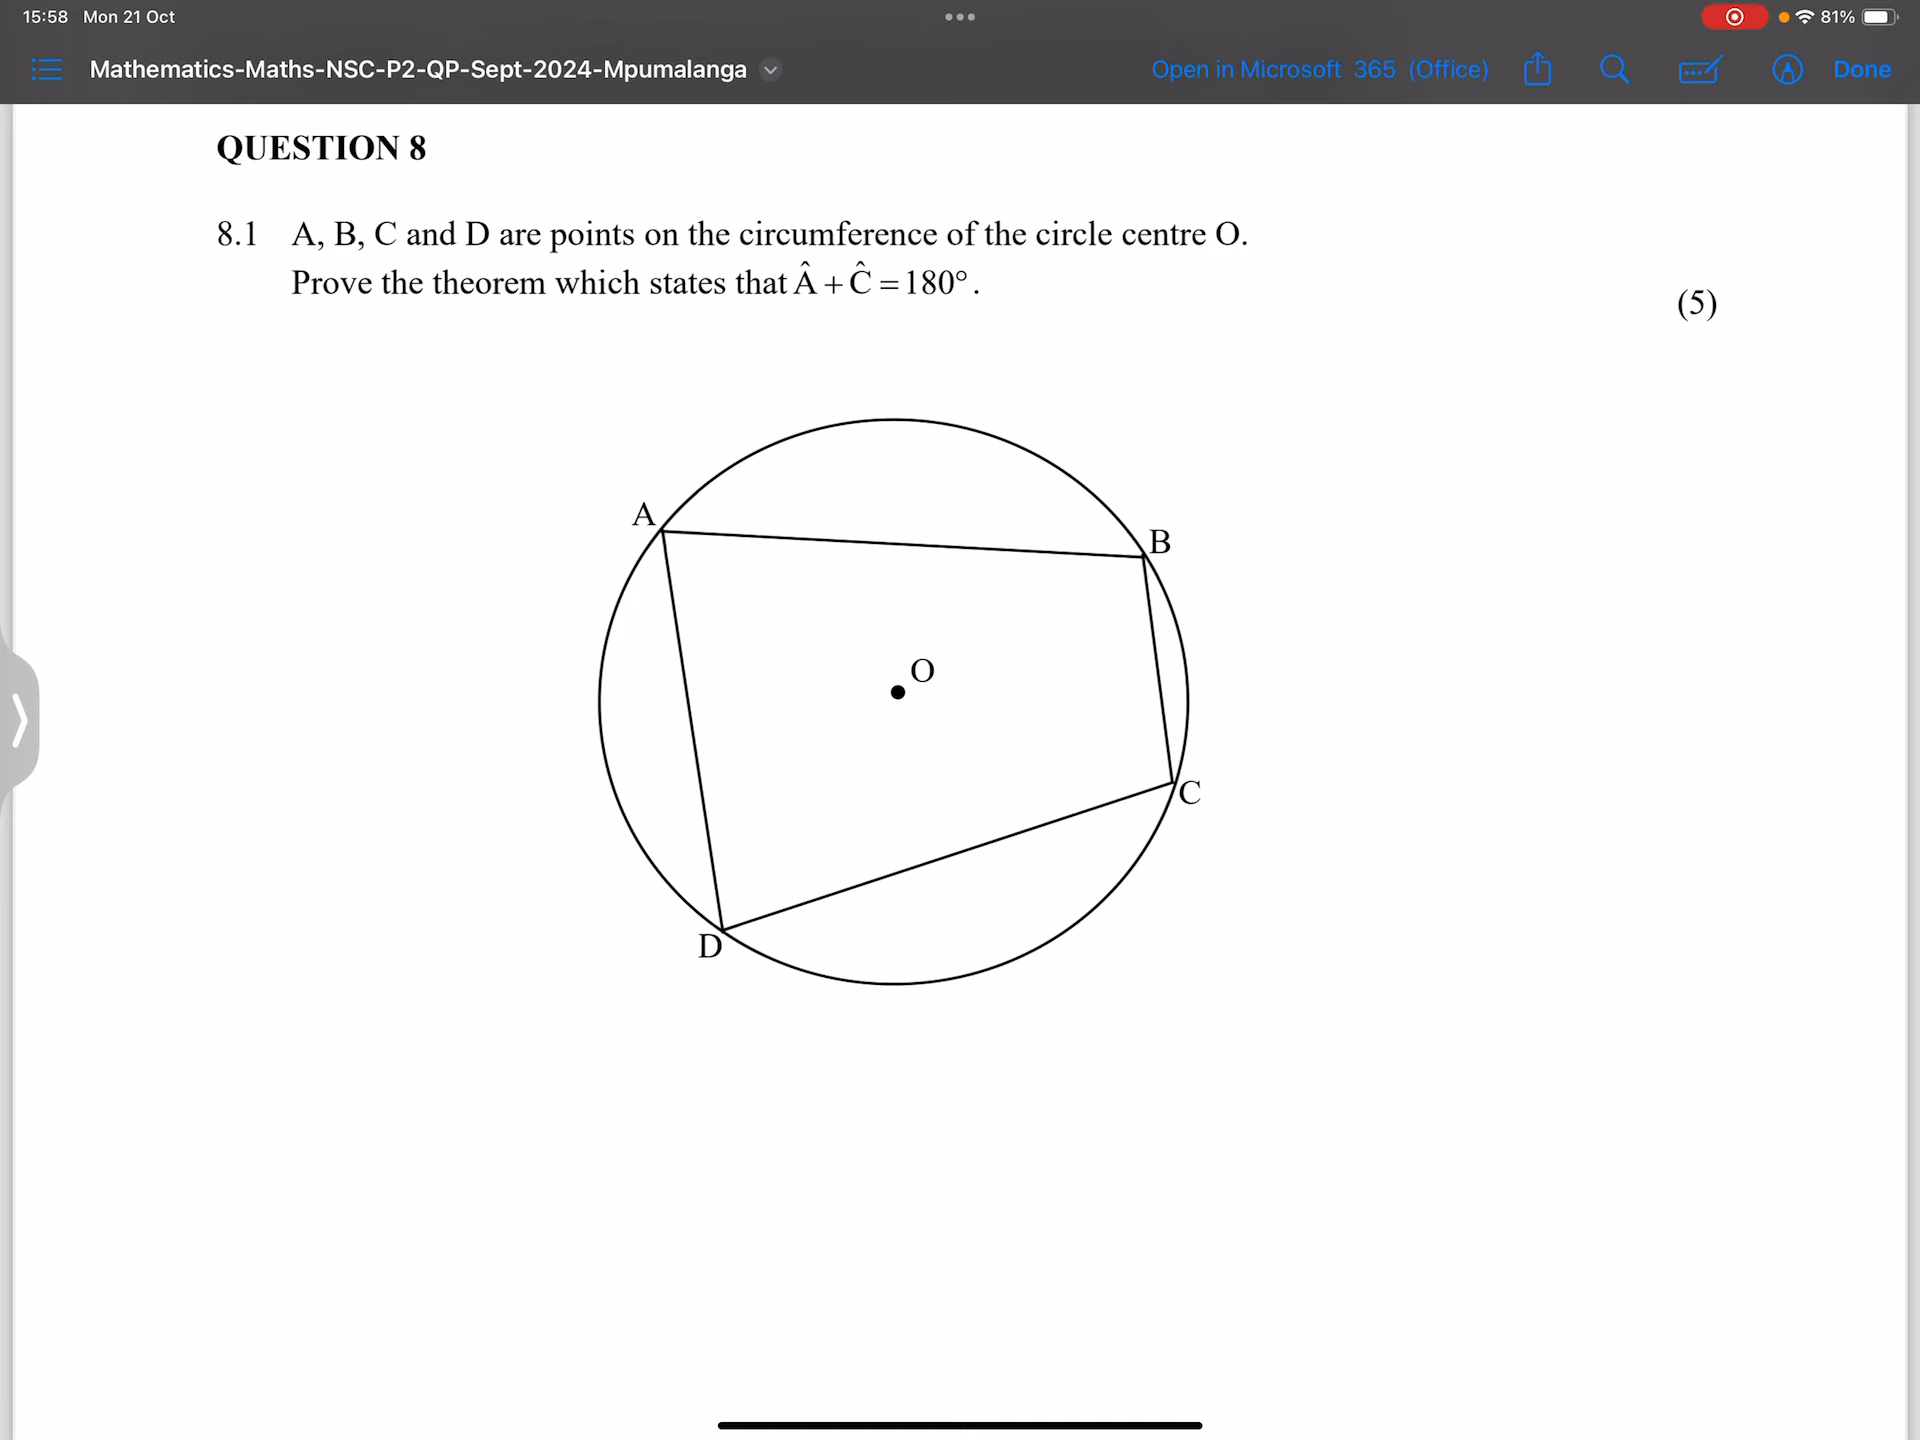 15:58 Mon 21 Oct
81%
Mathematics-Maths-NSC-P2-QP-Sept-2024-Mpumalanga
Open in Microsoft 365 (Office)
Done
QUESTION 8
8.1 A, B, C and D are points on the circumference of the circle centre O.
Prove the theorem which states that Â + Ĉ = 180°.
(5)
A
B
O
C
D